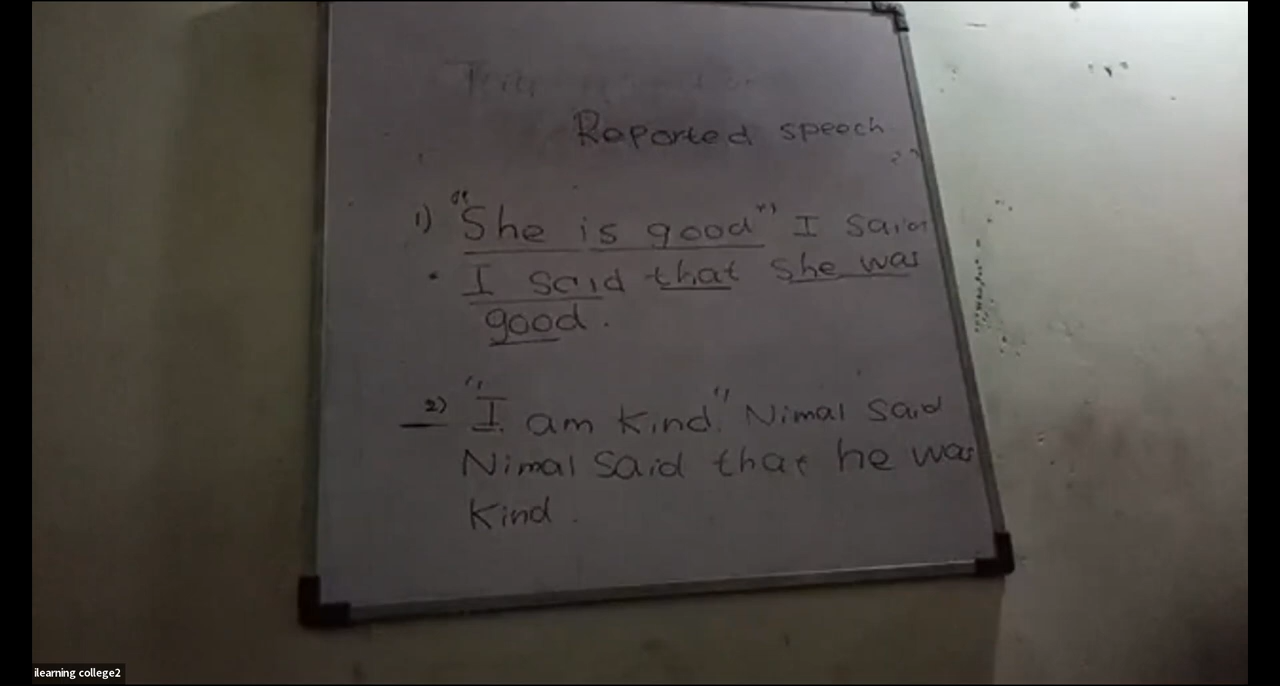 Reported speech
1) "She is good" I said
• I said that she was
good.
2) "I am kind." Nimal said
Nimal said that he was
kind.
ilearning college2